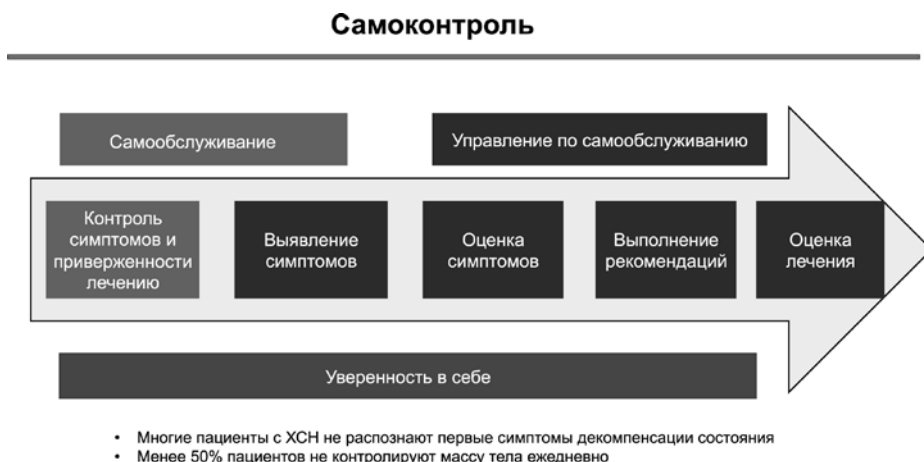 Самоконтроль
Самообслуживание
Управление по самообслуживанию
Контроль
симптомов и
приверженности
лечению
Выявление
симптомов
Оценка
симптомов
Выполнение
рекомендаций
Оценка
лечения
Уверенность в себе
• Многие пациенты с ХСН не распознают первые симптомы декомпенсации состояния
• Менее 50% пациентов не контролируют массу тела ежедневно